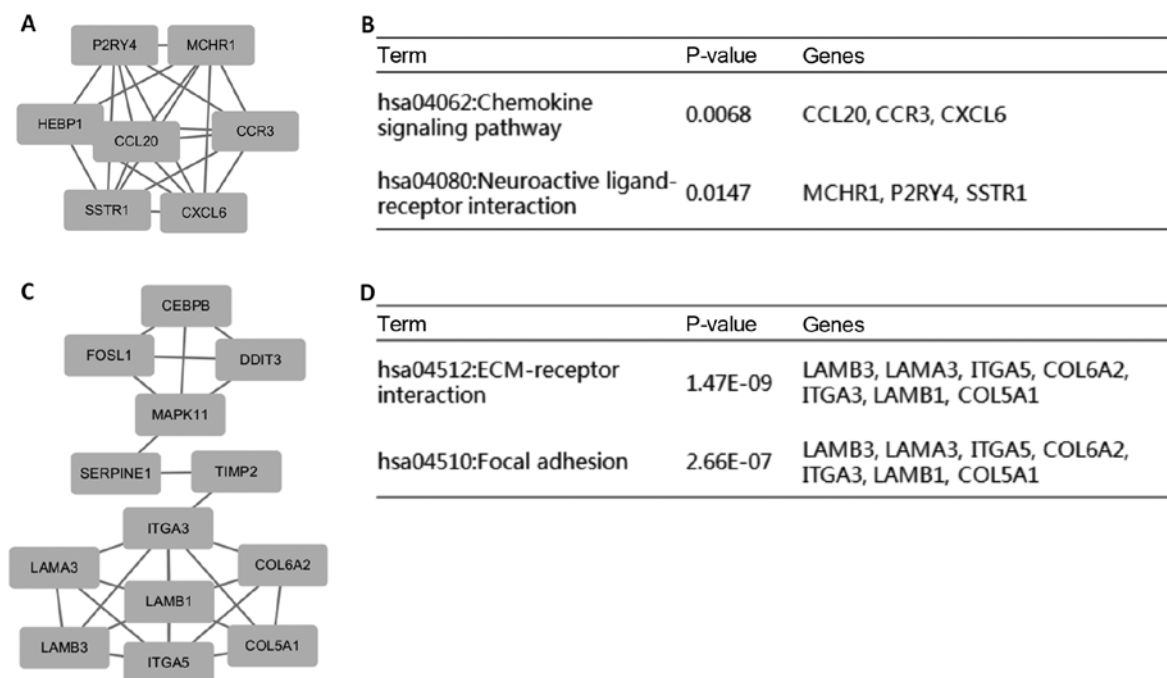 A
P2RY4
MCHR1
HEBP1
CCL20
CCR3
SSTR1
CXCL6
B
Term P-value Genes
hsa04062:Chemokine
signaling pathway
0.0068
CCL20, CCR3, CXCL6
hsa04080:Neuroactive ligand-
receptor interaction
0.0147
MCHR1, P2RY4, SSTR1
C
CEBPB
FOSL1
DDIT3
MAPK11
SERPINE1
TIMP2
ITGA3
LAMA3
COL6A2
LAMB1
LAMB3
COL5A1
ITGA5
D
Term P-value Genes
hsa04512:ECM-receptor
interaction
1.47E-09
LAMB3, LAMA3, ITGA5, COL6A2,
ITGA3, LAMB1, COL5A1
hsa04510:Focal adhesion
2.66E-07
LAMB3, LAMA3, ITGA5, COL6A2,
ITGA3, LAMB1, COL5A1